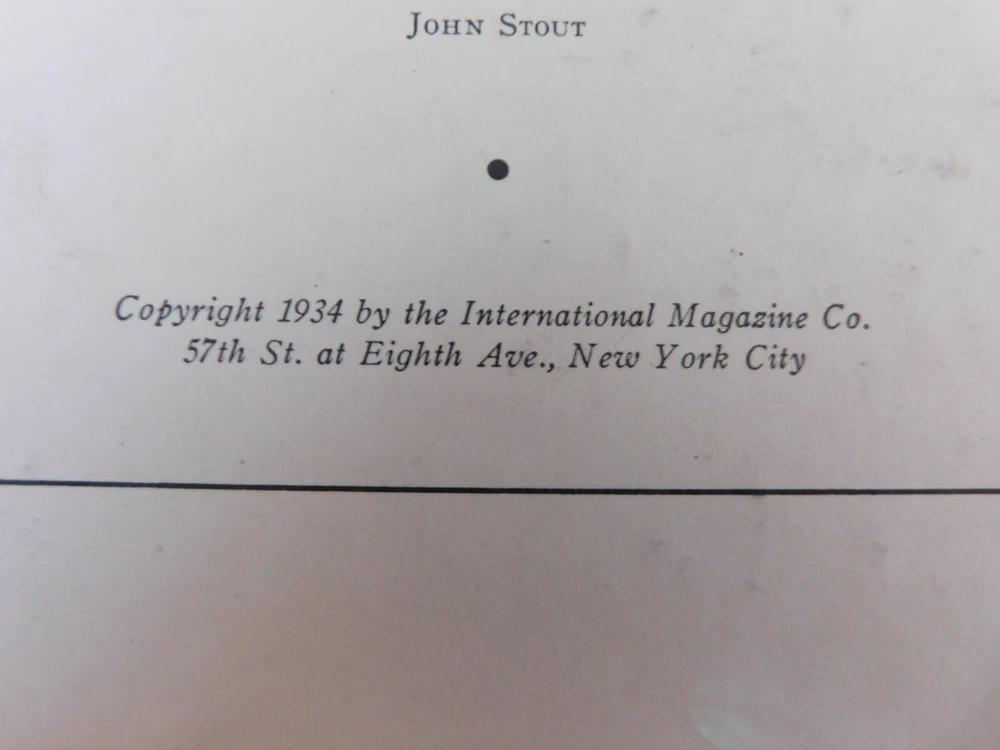 John Stout
Copyright 1934 by the International Magazine Co.
57th St. at Eighth Ave., New York City